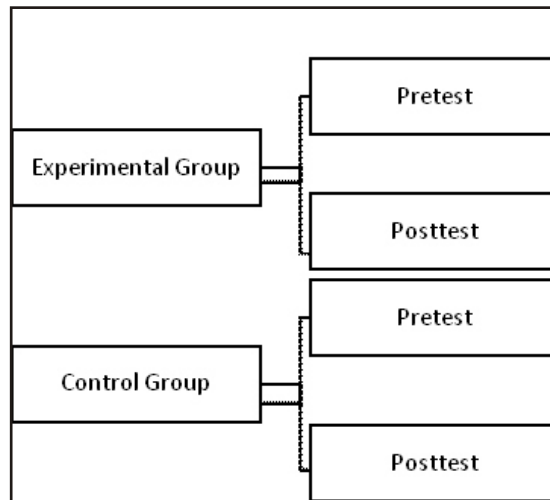 Pretest
Experimental Group
Posttest
Pretest
Control Group
Posttest